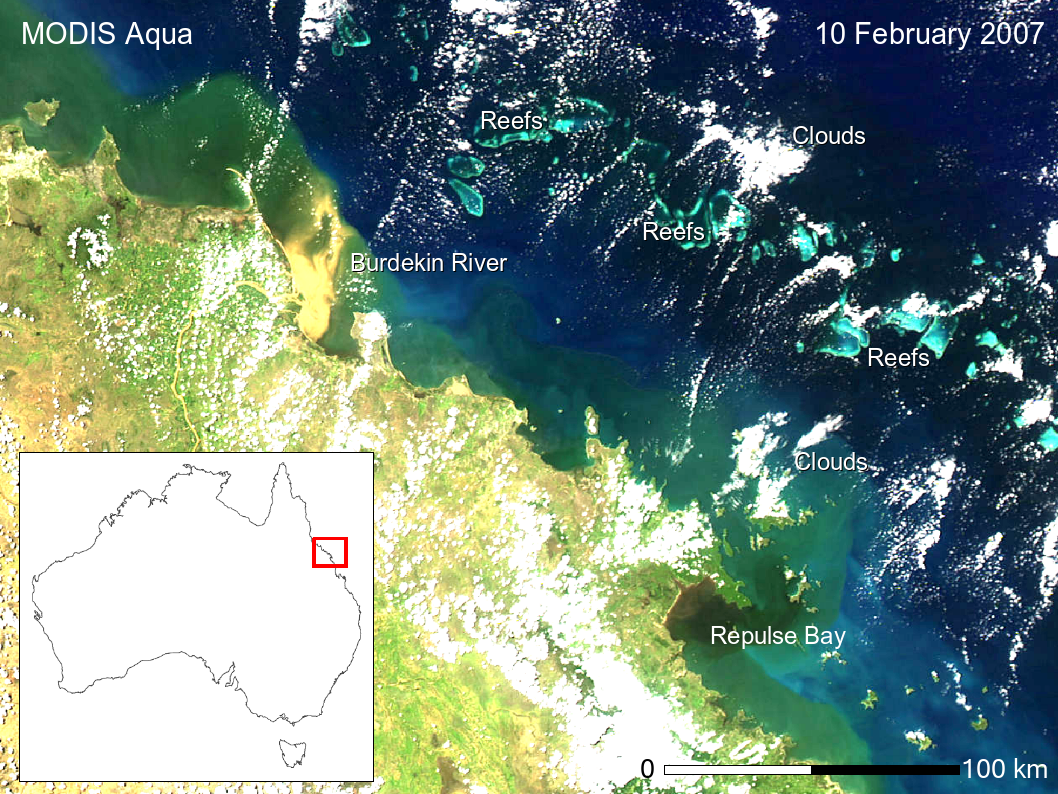 MODIS Aqua
10 February 2007
Reefs
Clouds
Reefs
Burdekin River
Reefs
Clouds
Repulse Bay
0
100 km